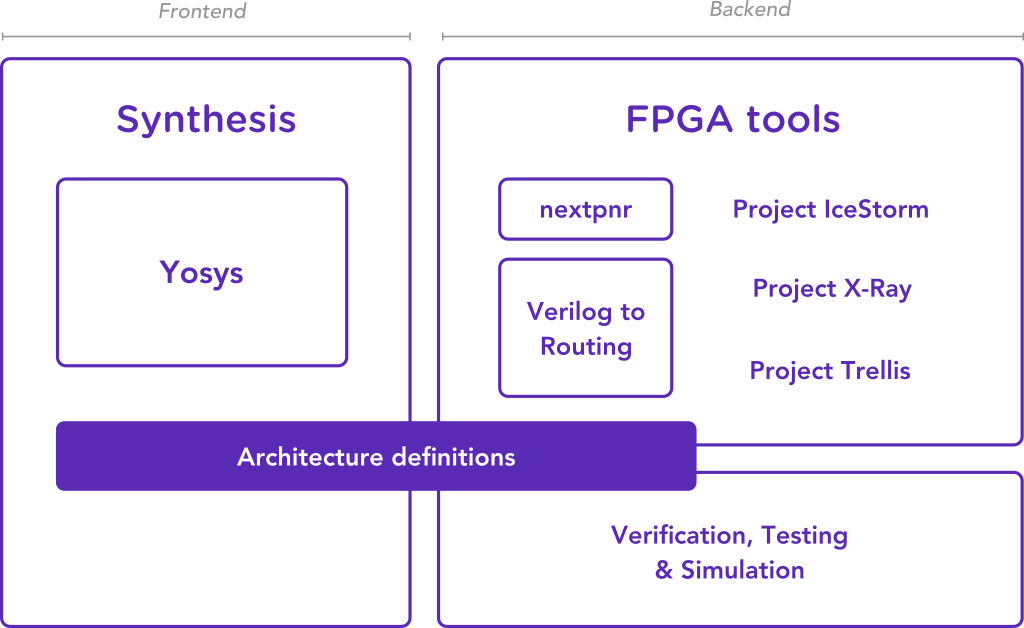 Frontend
Backend
Synthesis
Yosys
FPGA tools
nextpnr
Verilog to
Routing
Project IceStorm
Project X-Ray
Project Trellis
Architecture definitions
Verification, Testing
& Simulation